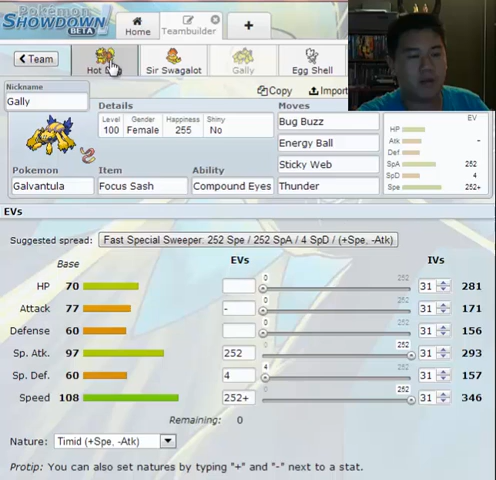 Pokémon
SHOWDOWN
BETA
Home
Teambuilder
+
< Team
Hot
Sir Swagalot
Gally
Egg Shell
Nickname
Gally
Copy
Import
Details
Moves
Level
Gender
Happiness
Shiny
100
Female
255
No
Bug Buzz
Energy Ball
Sticky Web
Thunder
EV
HP
Atk
-
Def
SpA
252
SpD
4
Spe
252+
Pokemon
Item
Ability
Galvantula
Focus Sash
Compound Eyes
EVs
Suggested spread: Fast Special Sweeper: 252 Spe / 252 SpA / 4 SpD / (+Spe, -Atk)
Base
EVs
IVs
0
252
HP
70
31
281
Attack
77
-
31
171
Defense
60
31
156
0
252
Sp. Atk.
97
252
31
293
4
252
Sp. Def.
60
4
31
157
0
252
Speed
108
252+
31
346
Remaining:
0
Nature:
Timid (+Spe, -Atk)
Protip: You can also set natures by typing "+" and "-" next to a stat.